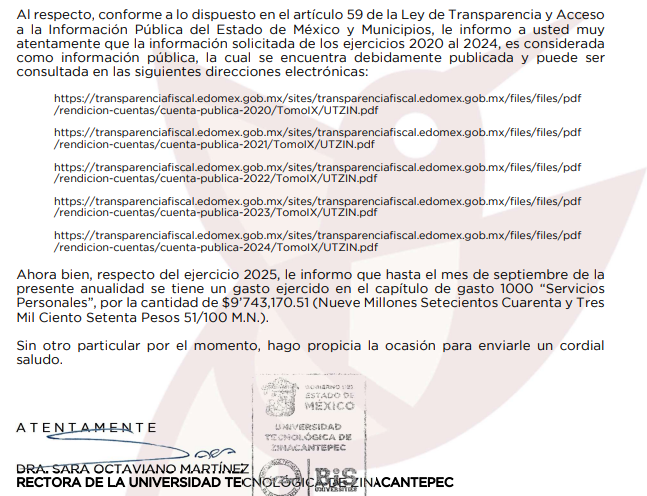 Al respecto, conforme a lo dispuesto en el artículo 59 de la Ley de Transparencia y Acceso
a la Información Pública del Estado de México y Municipios, le informo a usted muy
atentamente que la información solicitada de los ejercicios 2020 al 2024, es considerada
como información pública, la cual se encuentra debidamente publicada y puede ser
consultada en las siguientes direcciones electrónicas:
https://transparenciafiscal.edomex.gob.mx/sites/transparenciafiscal.edomex.gob.mx/files/files/pdf
/rendicion-cuentas/cuenta-publica-2020/TomoIX/UTZIN.pdf
https://transparenciafiscal.edomex.gob.mx/sites/transparenciafiscal.edomex.gob.mx/files/files/pdf
/rendicion-cuentas/cuenta-publica-2021/TomoIX/UTZIN.pdf
https://transparenciafiscal.edomex.gob.mx/sites/transparenciafiscal.edomex.gob.mx/files/files/pdf
/rendicion-cuentas/cuenta-publica-2022/TomoIX/UTZIN.pdf
https://transparenciafiscal.edomex.gob.mx/sites/transparenciafiscal.edomex.gob.mx/files/files/pdf
/rendicion-cuentas/cuenta-publica-2023/TomoIX/UTZIN.pdf
https://transparenciafiscal.edomex.gob.mx/sites/transparenciafiscal.edomex.gob.mx/files/files/pdf
/rendicion-cuentas/cuenta-publica-2024/TomoIX/UTZIN.pdf
Ahora bien, respecto del ejercicio 2025, le informo que hasta el mes de septiembre de la
presente anualidad se tiene un gasto ejercido en el capítulo de gasto 1000 “Servicios
Personales”, por la cantidad de $9’743,170.51 (Nueve Millones Setecientos Cuarenta y Tres
Mil Ciento Setenta Pesos 51/100 M.N.).
Sin otro particular por el momento, hago propicia la ocasión para enviarle un cordial
saludo.
GOBIERNO DEL
ESTADO DE
MÉXICO
UNIVERSIDAD
TECNOLÓGICA DE
ZINACANTEPEC
BIS
UNIVERSITIES
A T E N T A M E N T E
DRA. SARA OCTAVIANO MARTÍNEZ
RECTORA DE LA UNIVERSIDAD TECNOLÓGICA DE ZINACANTEPEC